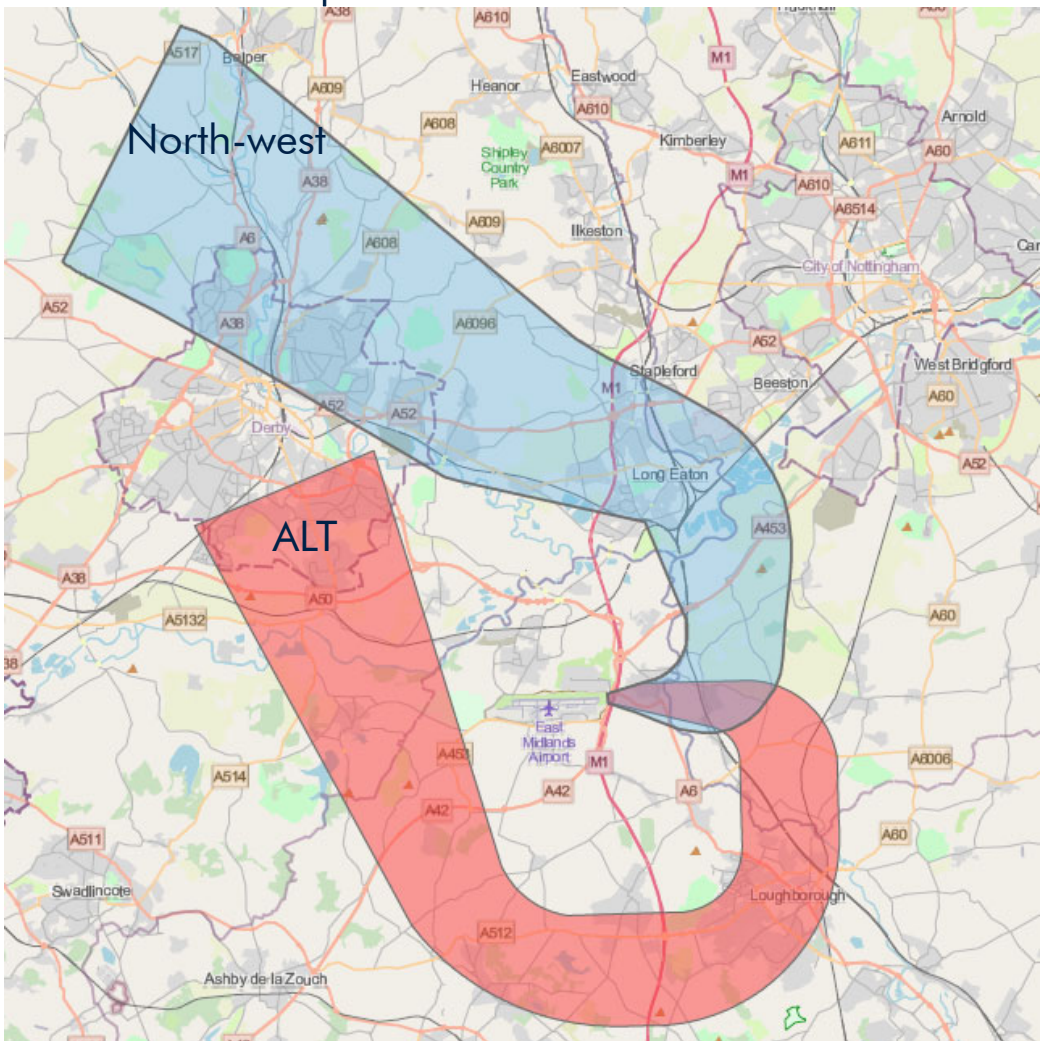 A38
A610
M1
A517
Belper
Eastwood
Heanor
A609
A610
Arnold
North-west
A608
A6007
Kimberley
A611
A60
Shipley
Country
Park
M1
A610
A38
A6514
A609
Ilkeston
A6
A608
City of Nottingham
Car
A52
A38
A6096
A52
Stapleford
West Bridgford
M1
Beeston
A60
A52
A52
Derby
A52
Long Eaton
ALT
A453
A38
A50
A5132
A60
38
East
Midlands
Airport
A453
M1
A6006
A514
A42
A6
A42
A511
A60
Swadlincote
Loughborough
A512
Ashby de la Zouch